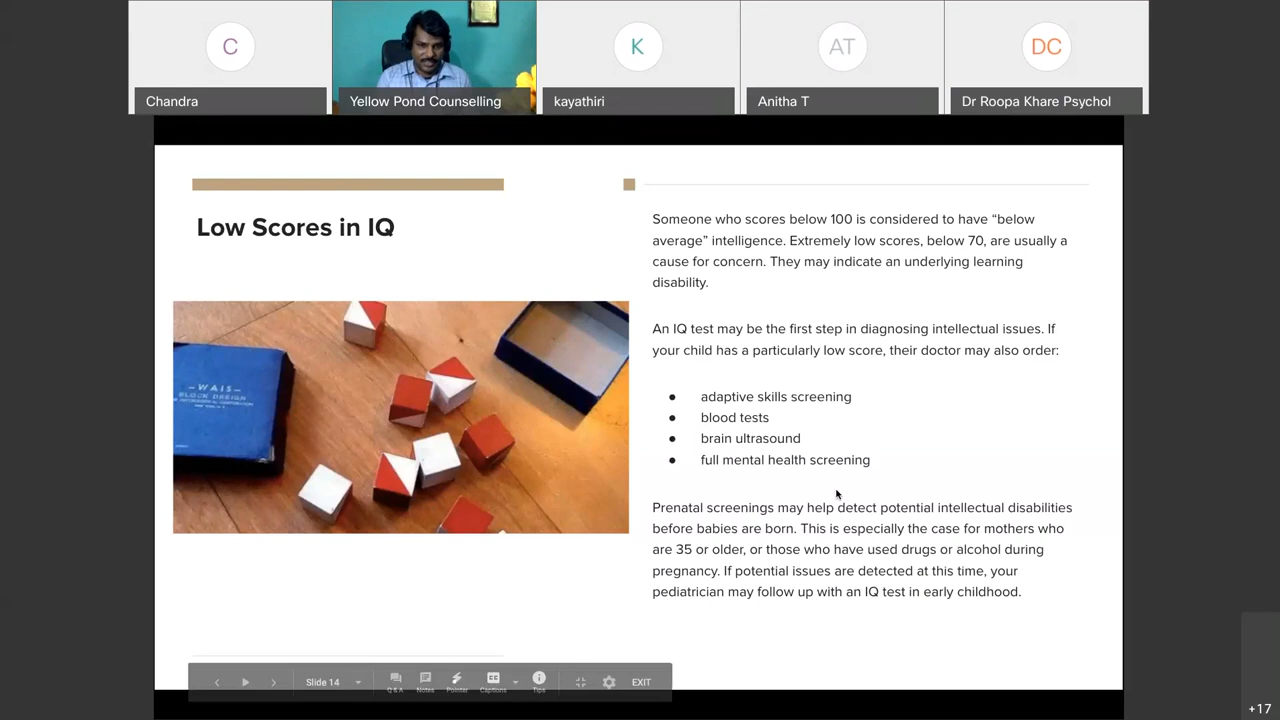 C
K
AT
DC
Chandra
Yellow Pond Counselling
kayathiri
Anitha T
Dr Roopa Khare Psychol
Low Scores in IQ
WAIS
BLOCK DESIGN
Someone who scores below 100 is considered to have “below
average” intelligence. Extremely low scores, below 70, are usually a
cause for concern. They may indicate an underlying learning
disability.
An IQ test may be the first step in diagnosing intellectual issues. If
your child has a particularly low score, their doctor may also order:
● adaptive skills screening
● blood tests
● brain ultrasound
● full mental health screening
Prenatal screenings may help detect potential intellectual disabilities
before babies are born. This is especially the case for mothers who
are 35 or older, or those who have used drugs or alcohol during
pregnancy. If potential issues are detected at this time, your
pediatrician may follow up with an IQ test in early childhood.
Slide 14
Q&A
Notes
Pointer
Captions
Tips
EXIT
+17